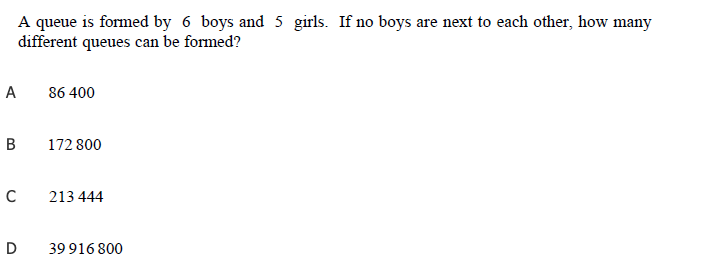 A queue is formed by 6 boys and 5 girls. If no boys are next to each other, how many
different queues can be formed?
A 86 400
B 172 800
C 213 444
D 39 916 800